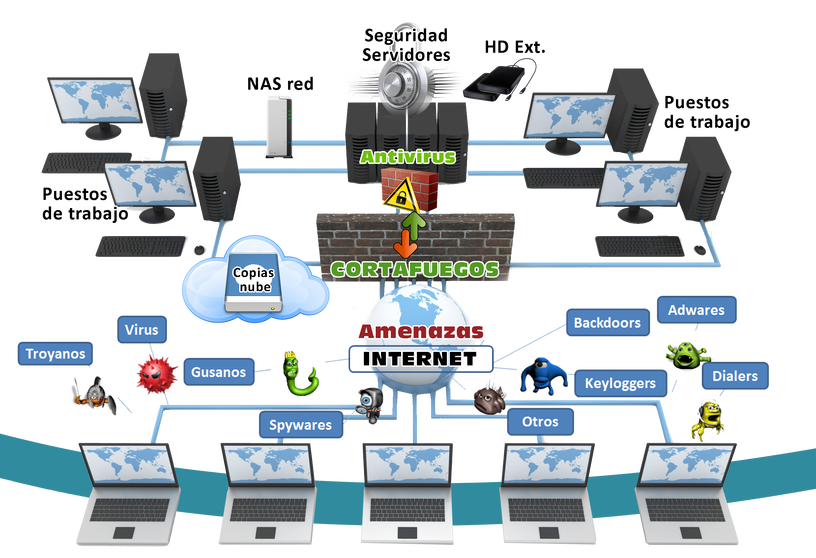 Seguridad
Servidores
HD Ext.
NAS red
Puestos
de trabajo
Antivirus
Puestos
de trabajo
CORTAFUEGOS
Copias
nube
Amenazas
INTERNET
Backdoors
Adwares
Virus
Troyanos
Gusanos
Keyloggers
Dialers
Spywares
Otros